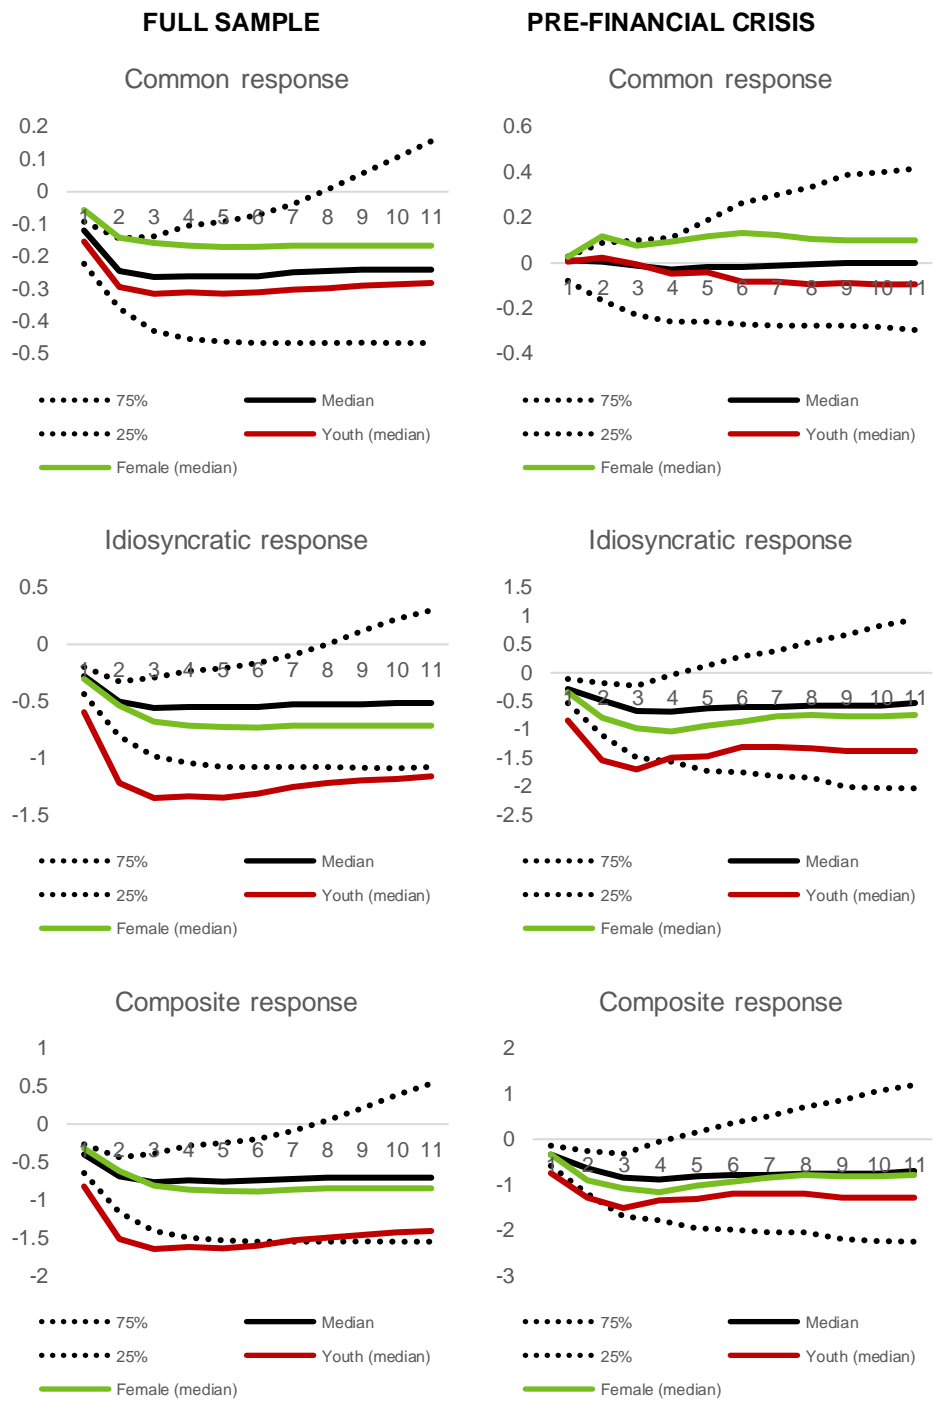 FULL SAMPLE
PRE-FINANCIAL CRISIS
Common response
0.2
0.1
0
-0.1
-0.2
-0.3
-0.4
-0.5
1 2 3 4 5 6 7 8 9 10 11
75% Median
25% Youth (median)
Female (median)
Common response
0.6
0.4
0.2
0
-0.2
-0.4
1 2 3 4 5 6 7 8 9 10 11
75% Median
25% Youth (median)
Female (median)
Idiosyncratic response
0.5
0
-0.5
-1
-1.5
1 2 3 4 5 6 7 8 9 10 11
75% Median
25% Youth (median)
Female (median)
Idiosyncratic response
1.5
1
0.5
0
-0.5
-1
-1.5
-2
-2.5
1 2 3 4 5 6 7 8 9 10 11
75% Median
25% Youth (median)
Female (median)
Composite response
1
0.5
0
-0.5
-1
-1.5
-2
1 2 3 4 5 6 7 8 9 10 11
75% Median
25% Youth (median)
Female (median)
Composite response
2
1
0
-1
-2
-3
1 2 3 4 5 6 7 8 9 10 11
75% Median
25% Youth (median)
Female (median)